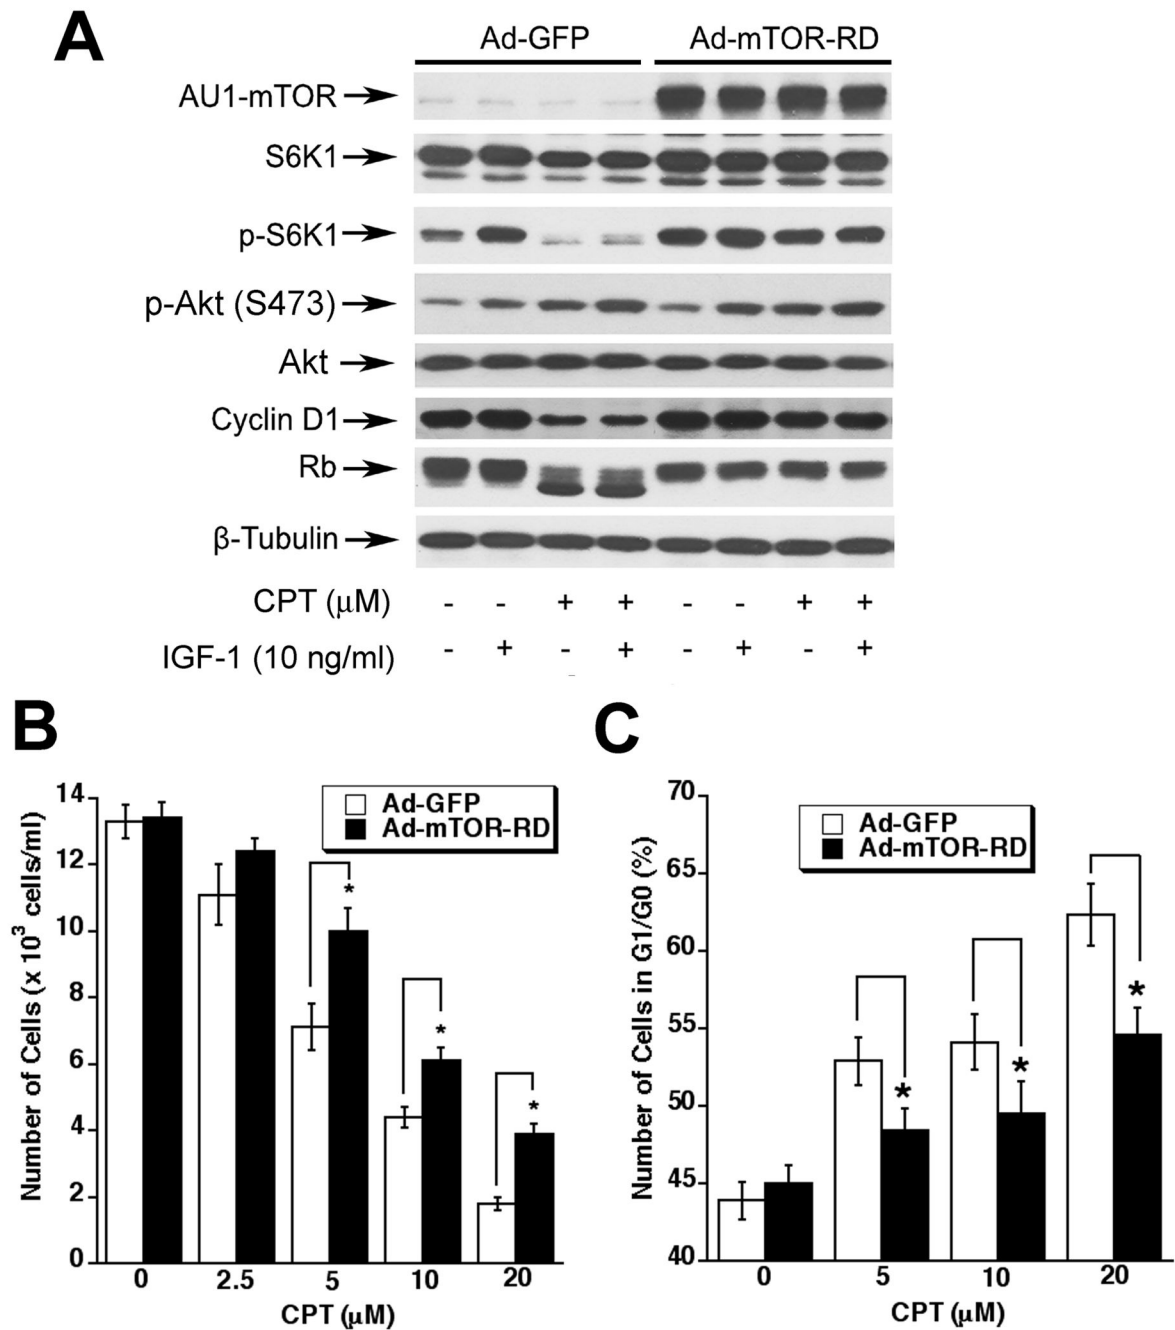 A
Ad-GFP Ad-mTOR-RD
AU1-mTOR
S6K1
p-S6K1
p-Akt (S473)
Akt
Cyclin D1
Rb
β-Tubulin
CPT (μM) - - + + - - + +
IGF-1 (10 ng/ml) - + - + - + - +
B
Number of Cells (x 10³ cells/ml)
14
12
10
8
6
4
2
0
Ad-GFP
Ad-mTOR-RD
* * *
0 2.5 5 10 20
CPT (μM)
C
Number of Cells in G1/G0 (%)
70
65
60
55
50
45
40
Ad-GFP
Ad-mTOR-RD
* * *
0 5 10 20
CPT (μM)